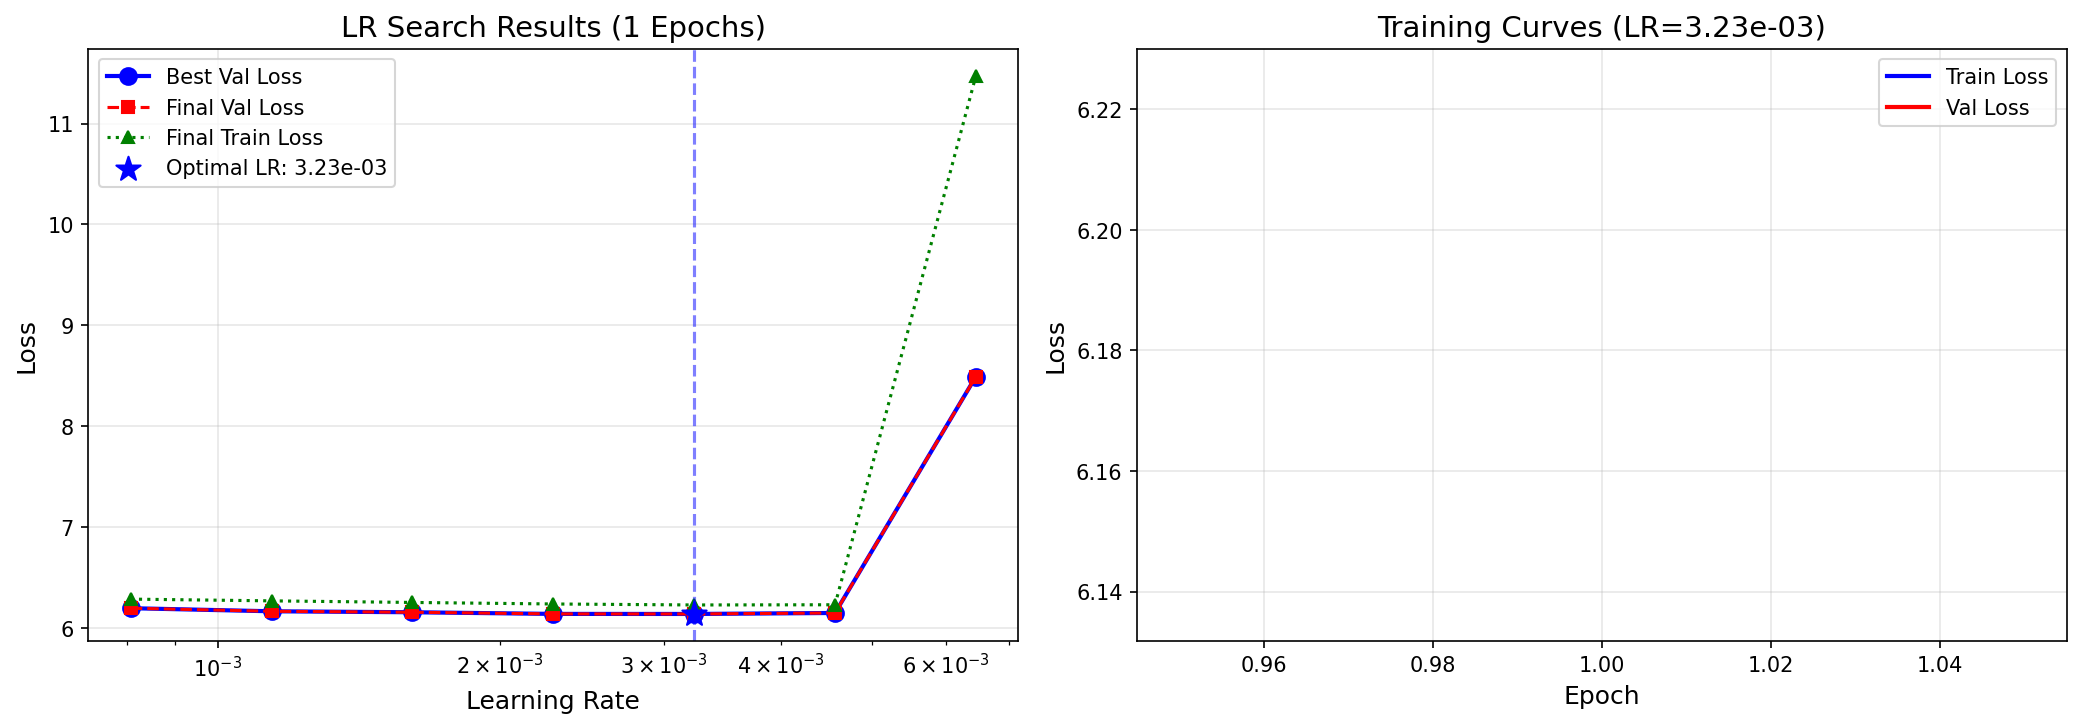 LR Search Results (1 Epochs)
Best Val Loss
Final Val Loss
Final Train Loss
Optimal LR: 3.23e-03
11
10
9
8
7
6
Loss
10⁻³
2 × 10⁻³
3 × 10⁻³
4 × 10⁻³
6 × 10⁻³
Learning Rate
Training Curves (LR=3.23e-03)
Train Loss
Val Loss
6.22
6.20
6.18
6.16
6.14
Loss
0.96
0.98
1.00
1.02
1.04
Epoch